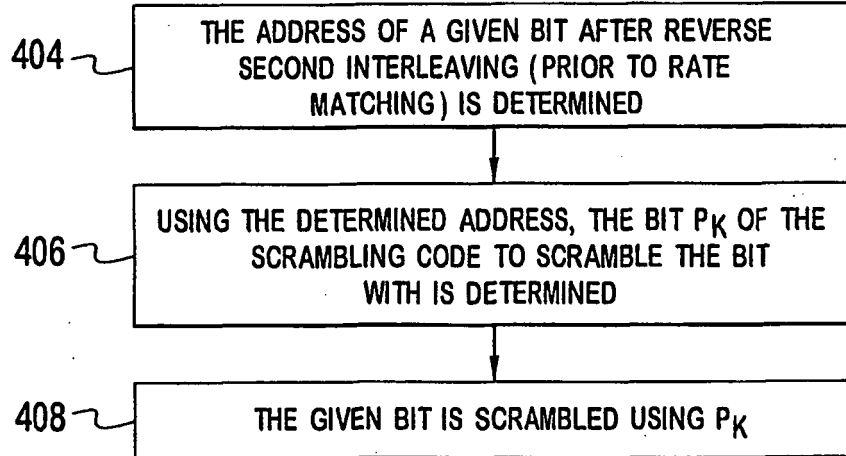 404
THE ADDRESS OF A GIVEN BIT AFTER REVERSE
SECOND INTERLEAVING (PRIOR TO RATE
MATCHING) IS DETERMINED
406
USING THE DETERMINED ADDRESS, THE BIT PK OF THE
SCRAMBLING CODE TO SCRAMBLE THE BIT
WITH IS DETERMINED
408
THE GIVEN BIT IS SCRAMBLED USING PK